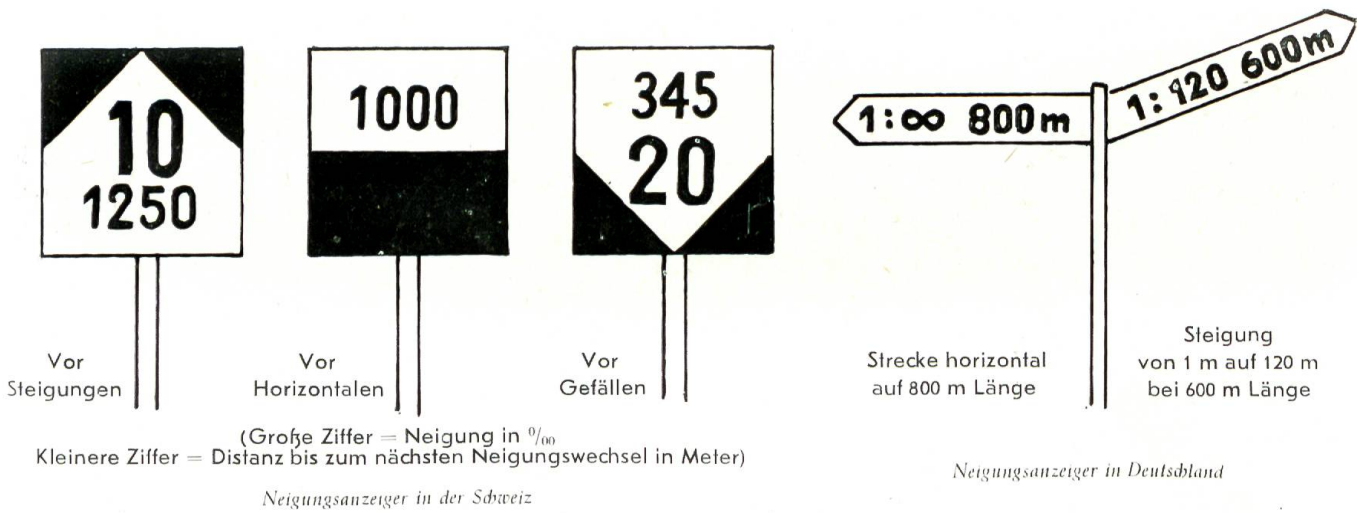 10
1250
1000
345
20
1:∞ 800m
1:120 600m
Vor
Steigungen
Vor
Horizontalen
Vor
Gefällen
(Große Ziffer = Neigung in ‰
Kleinere Ziffer = Distanz bis zum nächsten Neigungswechsel in Meter)
Neigungsanzeiger in der Schweiz
Strecke horizontal
auf 800 m Länge
Steigung
von 1 m auf 120 m
bei 600 m Länge
Neigungsanzeiger in Deutschland